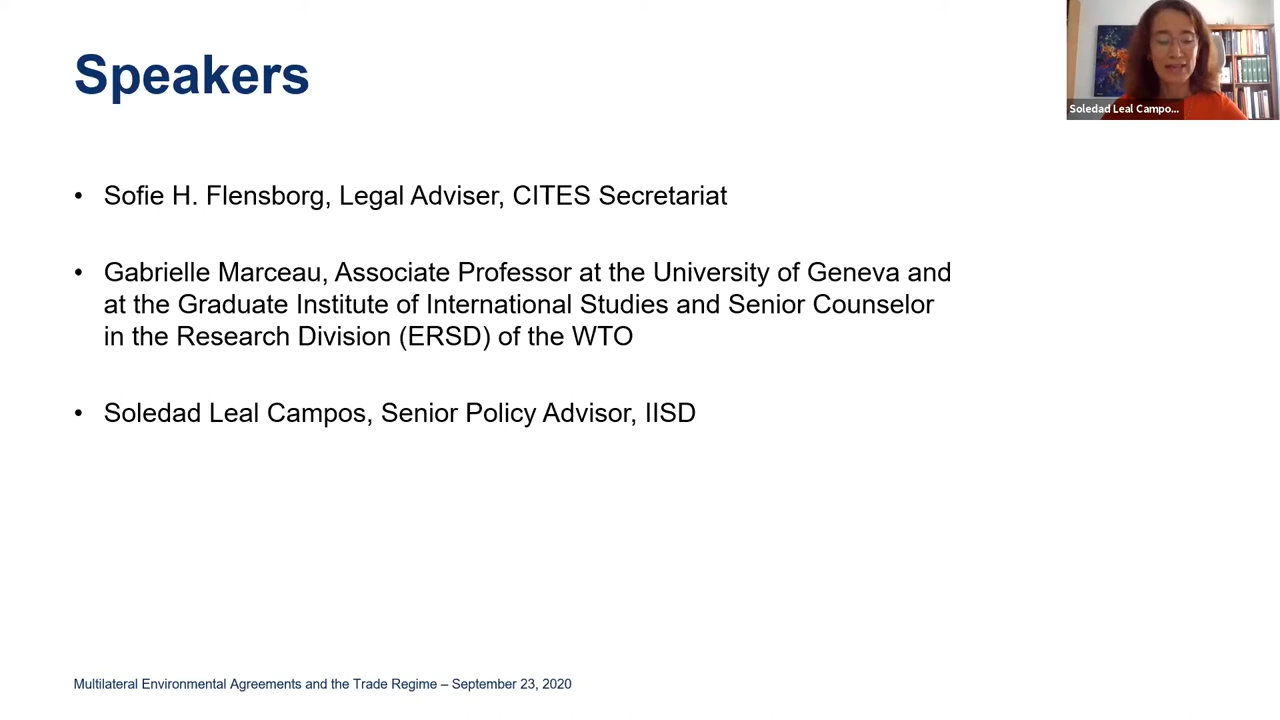 Speakers
Soledad Leal Campo...
• Sofie H. Flensborg, Legal Adviser, CITES Secretariat
• Gabrielle Marceau, Associate Professor at the University of Geneva and
at the Graduate Institute of International Studies and Senior Counselor
in the Research Division (ERSD) of the WTO
• Soledad Leal Campos, Senior Policy Advisor, IISD
Multilateral Environmental Agreements and the Trade Regime – September 23, 2020